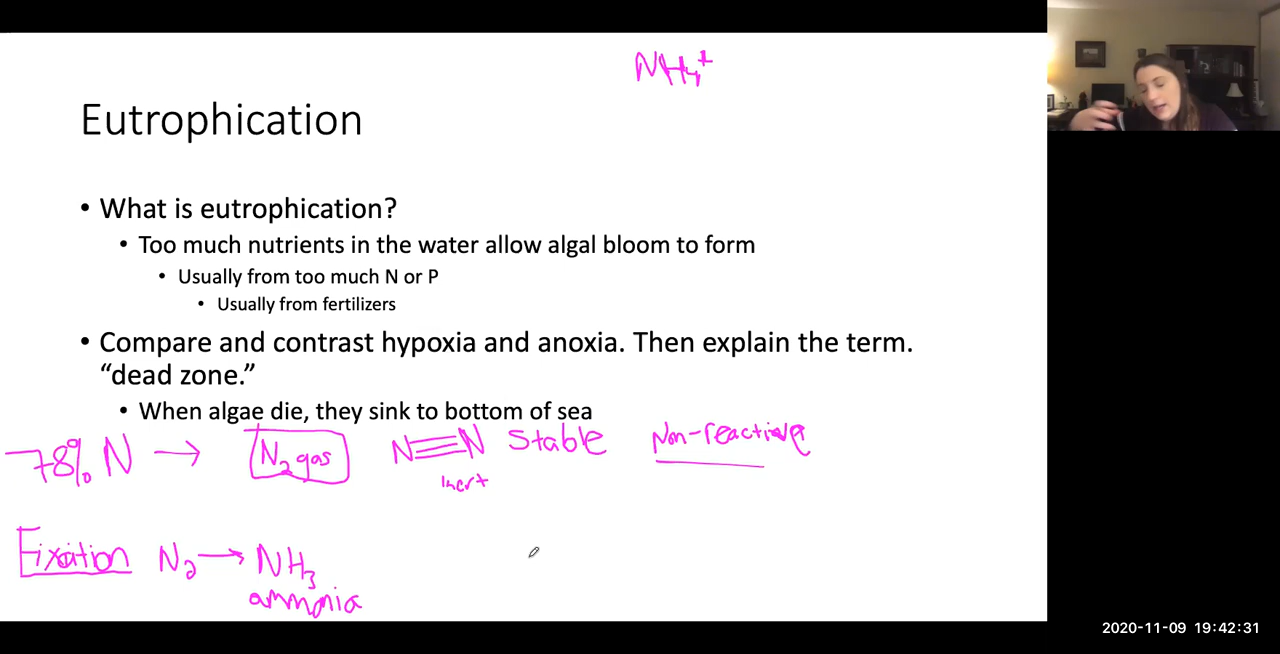 NH₄⁺
Eutrophication
• What is eutrophication?
• Too much nutrients in the water allow algal bloom to form
• Usually from too much N or P
• Usually from fertilizers
• Compare and contrast hypoxia and anoxia. Then explain the term.
“dead zone.”
• When algae die, they sink to bottom of sea
78% N → N₂ gas N≡N Stable Non-reactive
Inert
Fixation N₂ → NH₃
ammonia
2020-11-09 19:42:31